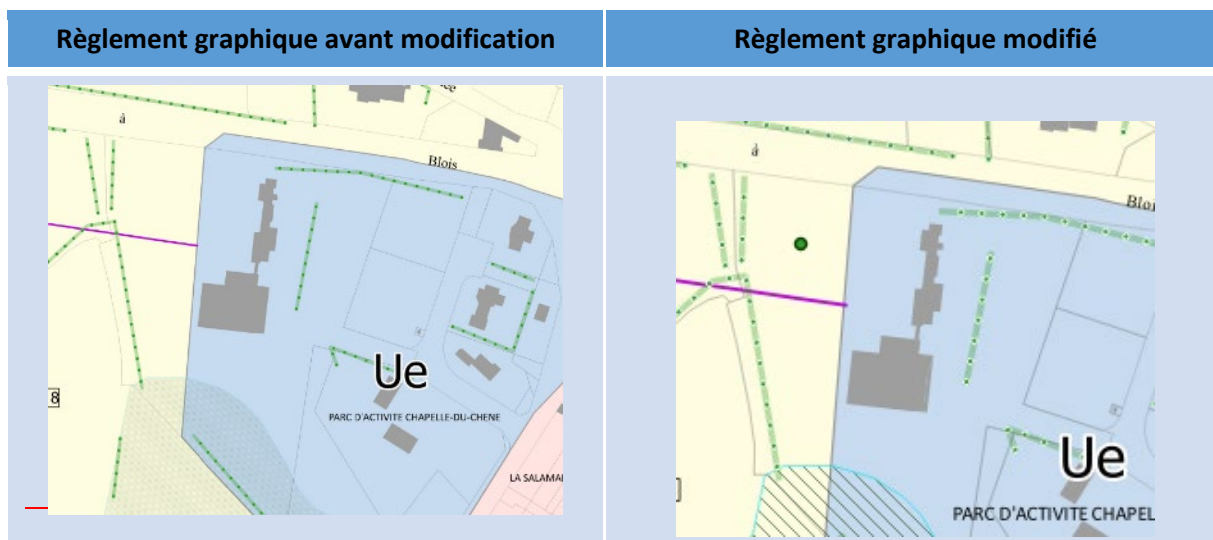 Règlement graphique avant modification
Règlement graphique modifié
à
Blois
Ue
PARC D'ACTIVITE CHAPELLE-DU-CHENE
8
LA SALAMA
à
Blo
Ue
PARC D'ACTIVITE CHAPEL